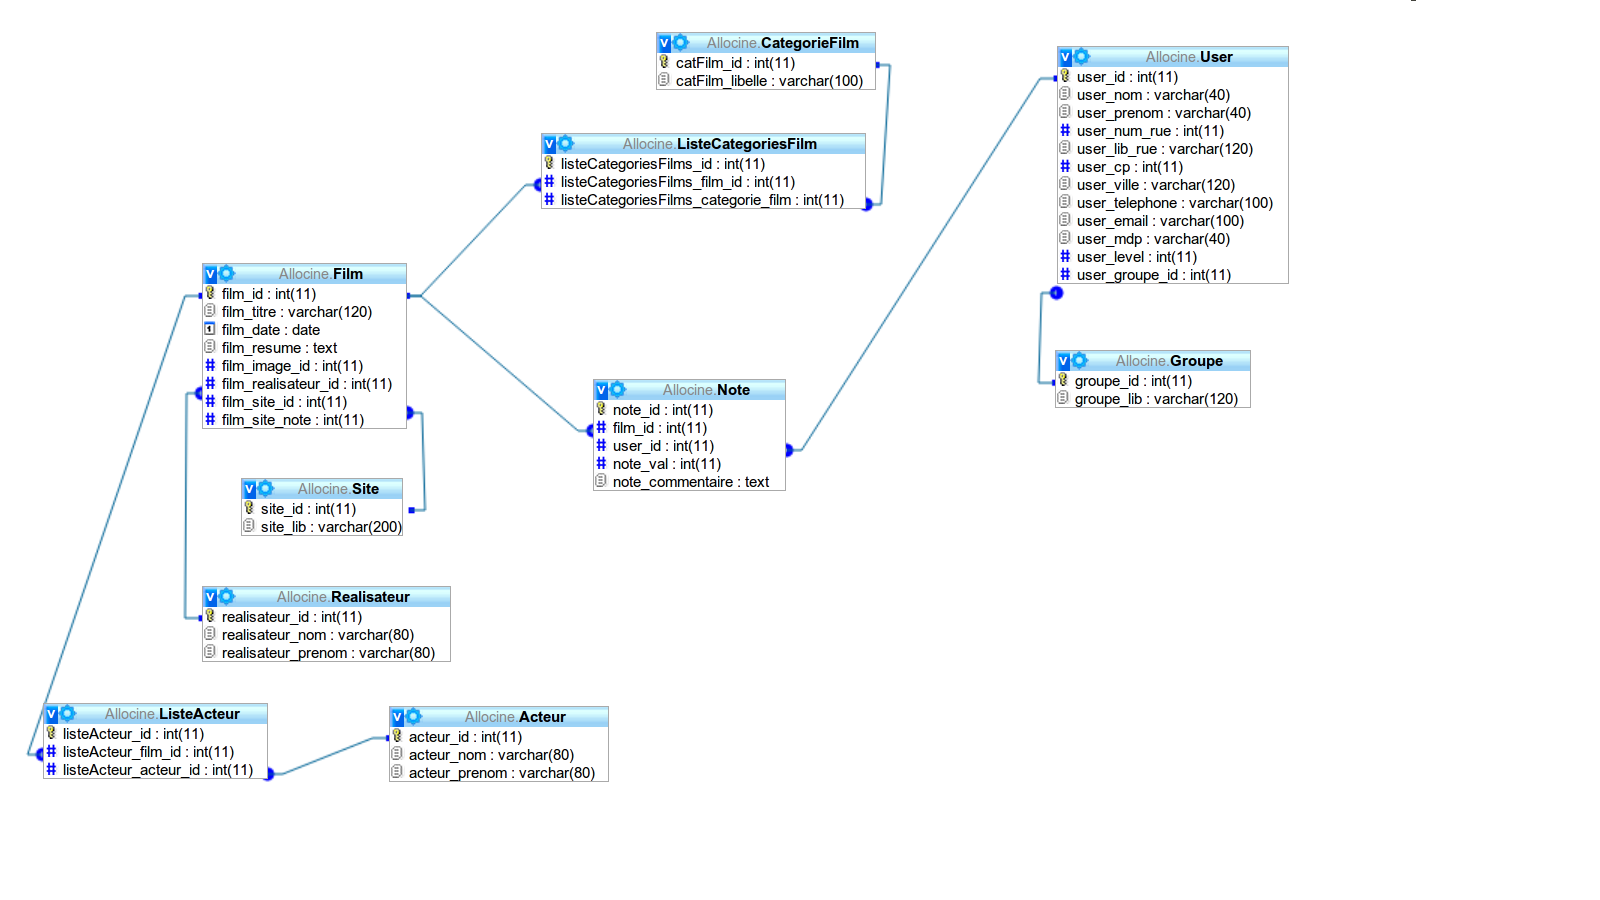 Allocine.CategorieFilm
catFilm_id : int(11)
catFilm_libelle : varchar(100)
Allocine.User
user_id : int(11)
user_nom : varchar(40)
user_prenom : varchar(40)
user_num_rue : int(11)
user_lib_rue : varchar(120)
user_cp : int(11)
user_ville : varchar(120)
user_telephone : varchar(100)
user_email : varchar(100)
user_mdp : varchar(40)
user_level : int(11)
user_groupe_id : int(11)
Allocine.ListeCategoriesFilm
listeCategoriesFilms_id : int(11)
listeCategoriesFilms_film_id : int(11)
listeCategoriesFilms_categorie_film : int(11)
Allocine.Film
film_id : int(11)
film_titre : varchar(120)
film_date : date
film_resume : text
film_image_id : int(11)
film_realisateur_id : int(11)
film_site_id : int(11)
film_site_note : int(11)
Allocine.Groupe
groupe_id : int(11)
groupe_lib : varchar(120)
Allocine.Note
note_id : int(11)
film_id : int(11)
user_id : int(11)
note_val : int(11)
note_commentaire : text
Allocine.Site
site_id : int(11)
site_lib : varchar(200)
Allocine.Realisateur
realisateur_id : int(11)
realisateur_nom : varchar(80)
realisateur_prenom : varchar(80)
Allocine.ListeActeur
listeActeur_id : int(11)
listeActeur_film_id : int(11)
listeActeur_acteur_id : int(11)
Allocine.Acteur
acteur_id : int(11)
acteur_nom : varchar(80)
acteur_prenom : varchar(80)